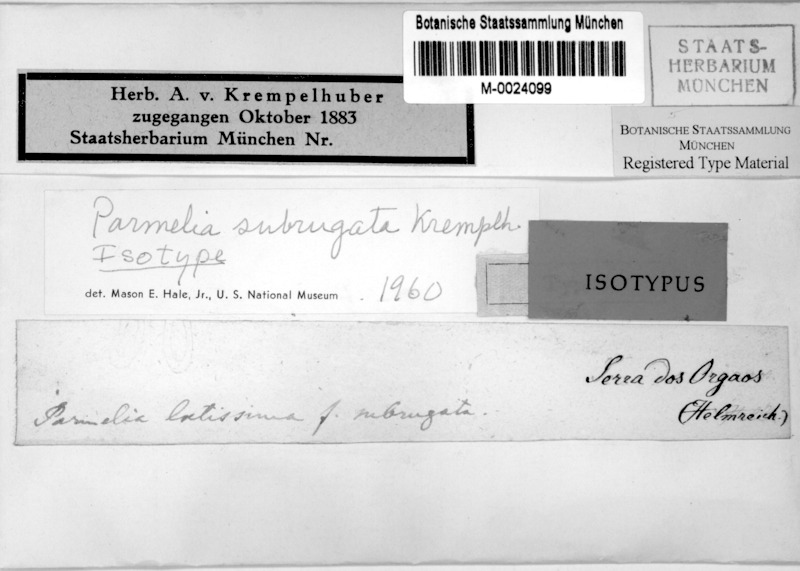 Botanische Staatssammlung München
M-0024099
STAATS-
HERBARIUM
MÜNCHEN
Herb. A. v. Krempelhuber
zugegangen Oktober 1883
Staatsherbarium München Nr.
BOTANISCHE STAATSSAMMLUNG
MÜNCHEN
Registered Type Material
Parmelia subrugata Kremplh.
Isotype
det. Mason E. Hale, Jr., U. S. National Museum . 1960
ISOTYPUS
Serra dos Orgaos
(Helmreich.)
Parmelia latissima f. subrugata.